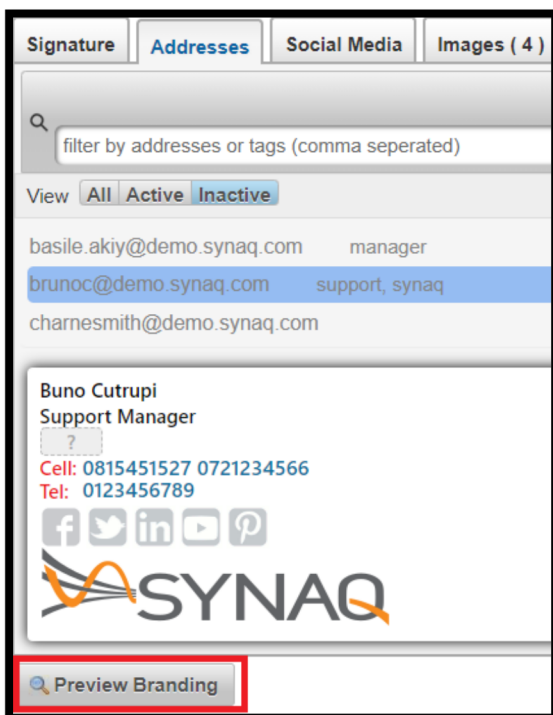 Signature Addresses Social Media Images ( 4 )
filter by addresses or tags (comma seperated)
View All Active Inactive
basile.akiy@demo.synaq.com manager
brunoc@demo.synaq.com support, synaq
charnesmith@demo.synaq.com
Buno Cutrupi
Support Manager
?
Cell: 0815451527 0721234566
Tel: 0123456789
SYNAQ
Preview Branding